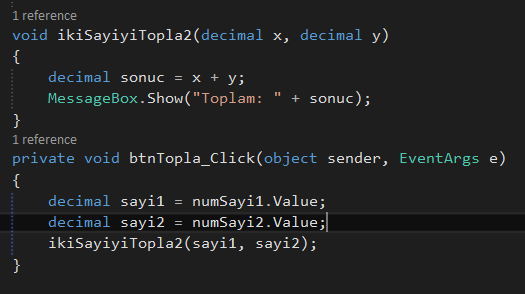 1 reference
void ikiSayiyiTopla2(decimal x, decimal y)
{
decimal sonuc = x + y;
MessageBox.Show("Toplam: " + sonuc);
}
1 reference
private void btnTopla_Click(object sender, EventArgs e)
{
decimal sayi1 = numSayi1.Value;
decimal sayi2 = numSayi2.Value;
ikiSayiyiTopla2(sayi1, sayi2);
}